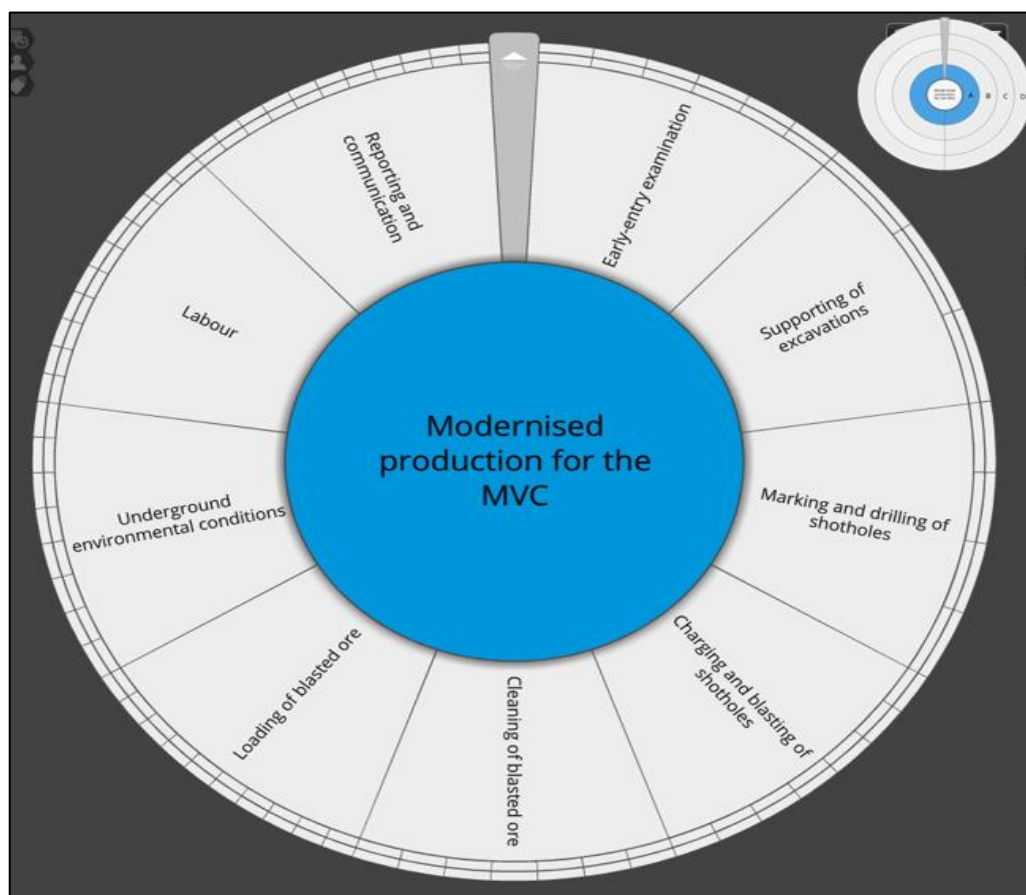 Modernised
production for the
MVC
Early-entry examination
Supporting of
excavations
Marking and drilling of
shotholes
Charging and blasting of
shotholes
Cleaning of blasted ore
Loading of blasted ore
Underground
environmental conditions
Labour
Reporting and
communication
A
B
C
D